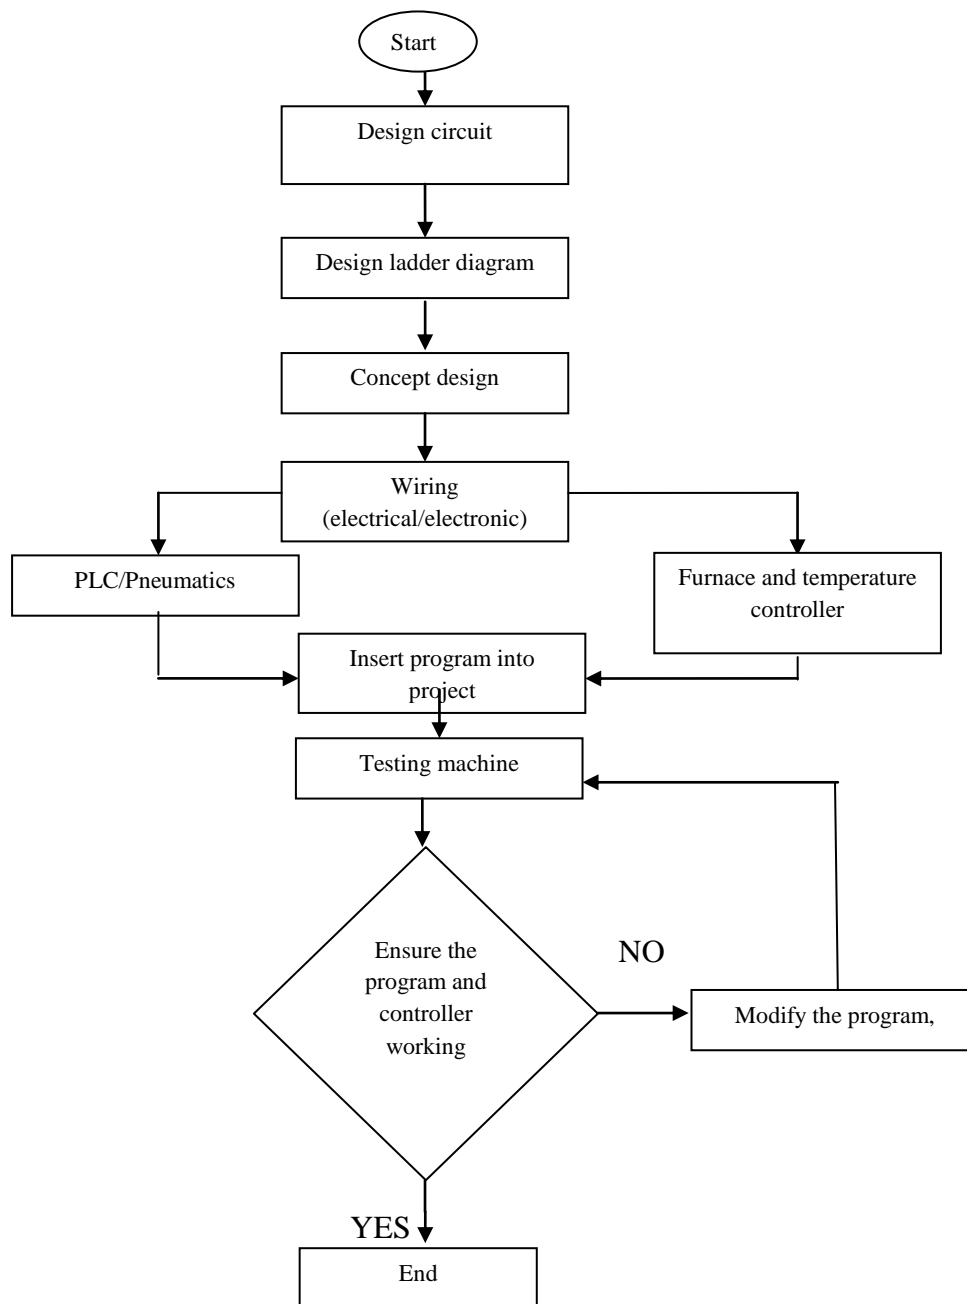 Start
Design circuit
Design ladder diagram
Concept design
Wiring
(electrical/electronic)
PLC/Pneumatics
Furnace and temperature
controller
Insert program into
project
Testing machine
Ensure the
program and
controller
working
NO
Modify the program,
YES
End